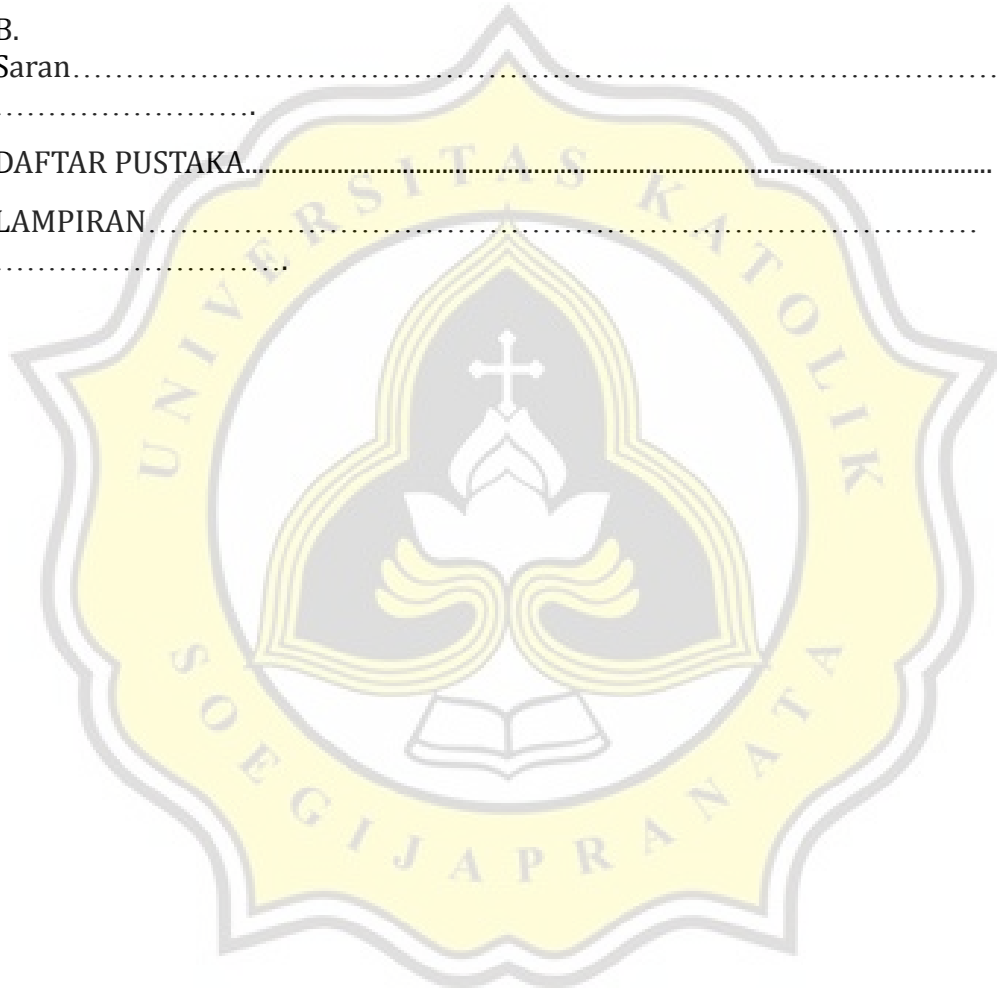 B.
Saran……………………………………………………………………………
…………………….
DAFTAR PUSTAKA...............................................................................................................
LAMPIRAN……………………………………………………………………
……………………….
UNIVERSITAS KATOLIK
SOEGIJAPRANATA